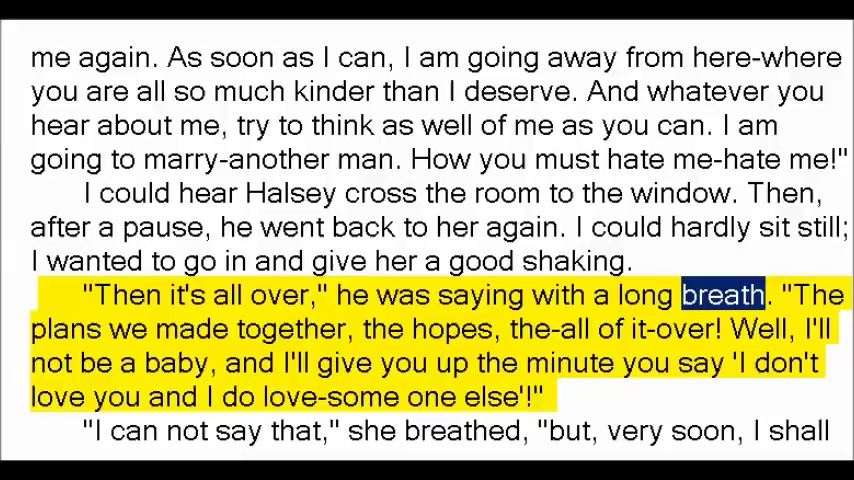 me again. As soon as I can, I am going away from here-where
you are all so much kinder than I deserve. And whatever you
hear about me, try to think as well of me as you can. I am
going to marry-another man. How you must hate me-hate me!"
I could hear Halsey cross the room to the window. Then,
after a pause, he went back to her again. I could hardly sit still;
I wanted to go in and give her a good shaking.
"Then it's all over," he was saying with a long breath. "The
plans we made together, the hopes, the-all of it-over! Well, I'll
not be a baby, and I'll give you up the minute you say 'I don't
love you and I do love-some one else'!"
"I can not say that," she breathed, "but, very soon, I shall